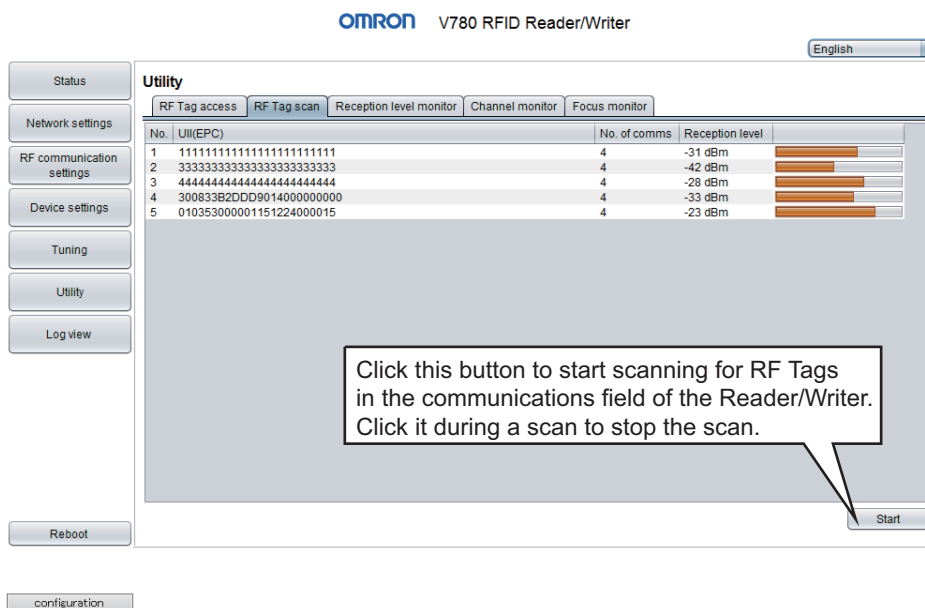 OMRON V780 RFID Reader/Writer
English
Status
Network settings
RF communication
settings
Device settings
Tuning
Utility
Log view
Reboot
configuration
Utility
RF Tag access RF Tag scan Reception level monitor Channel monitor Focus monitor
No. UII(EPC) No. of comms Reception level
1 111111111111111111111111 4 -31 dBm
2 333333333333333333333333 4 -42 dBm
3 444444444444444444444444 4 -28 dBm
4 300833B2DDD9014000000000 4 -33 dBm
5 010353000001151224000015 4 -23 dBm
Click this button to start scanning for RF Tags
in the communications field of the Reader/Writer.
Click it during a scan to stop the scan.
Start